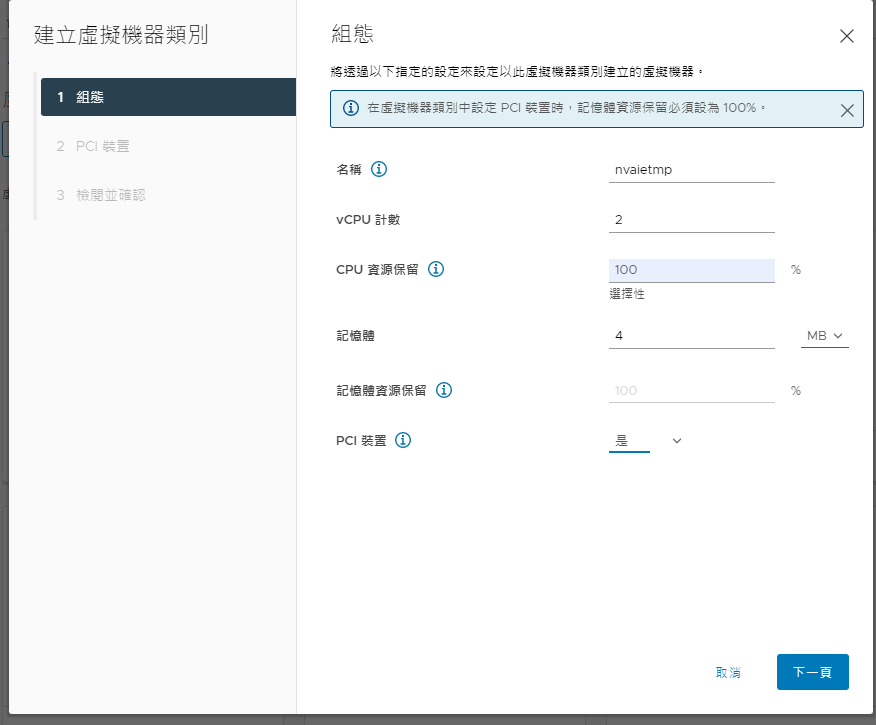 建立虛擬機器類別
1 組態
2 PCI 裝置
3 檢閱並確認
組態
將透過以下指定的設定來設定以此虛擬機器類別建立的虛擬機器。
在虛擬機器類別中設定 PCI 裝置時，記憶體資源保留必須設為 100%。
名稱 nvaietmp
vCPU 計數 2
CPU 資源保留 100 %
選擇性
記憶體 4 MB
記憶體資源保留 100 %
PCI 裝置 是
取消 下一頁